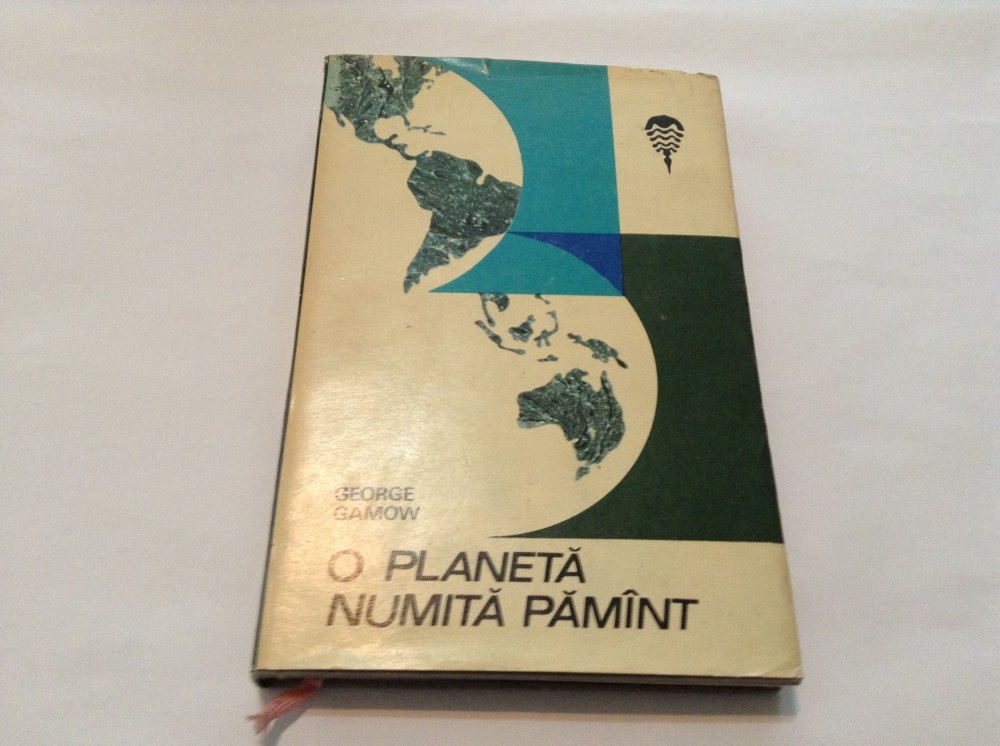 GEORGE
GAMOW
O PLANETĂ
NUMITĂ PĂMÎNT